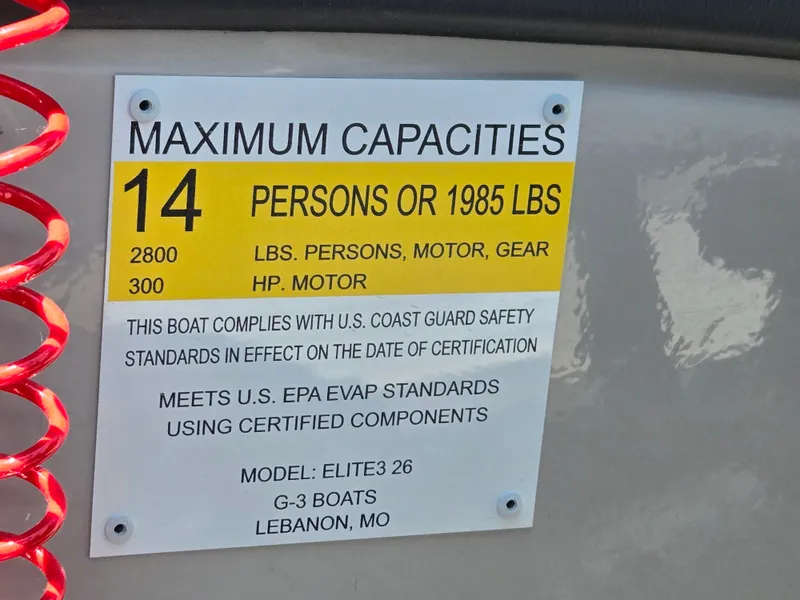 MAXIMUM CAPACITIES
14 PERSONS OR 1985 LBS
2800 LBS. PERSONS, MOTOR, GEAR
300 HP. MOTOR
THIS BOAT COMPLIES WITH U.S. COAST GUARD SAFETY
STANDARDS IN EFFECT ON THE DATE OF CERTIFICATION
MEETS U.S. EPA EVAP STANDARDS
USING CERTIFIED COMPONENTS
MODEL: ELITE3 26
G-3 BOATS
LEBANON, MO